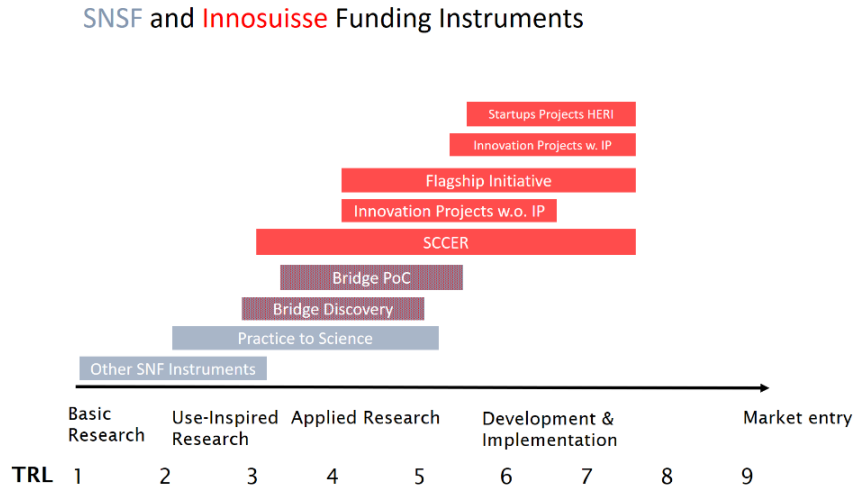 SNSF and Innosuisse Funding Instruments
Startups Projects HERI
Innovation Projects w. IP
Flagship Initiative
Innovation Projects w.o. IP
SCCER
Bridge PoC
Bridge Discovery
Practice to Science
Other SNF Instruments
Basic
Research
Use-Inspired
Research
Applied Research
Development &
Implementation
Market entry
TRL 1 2 3 4 5 6 7 8 9